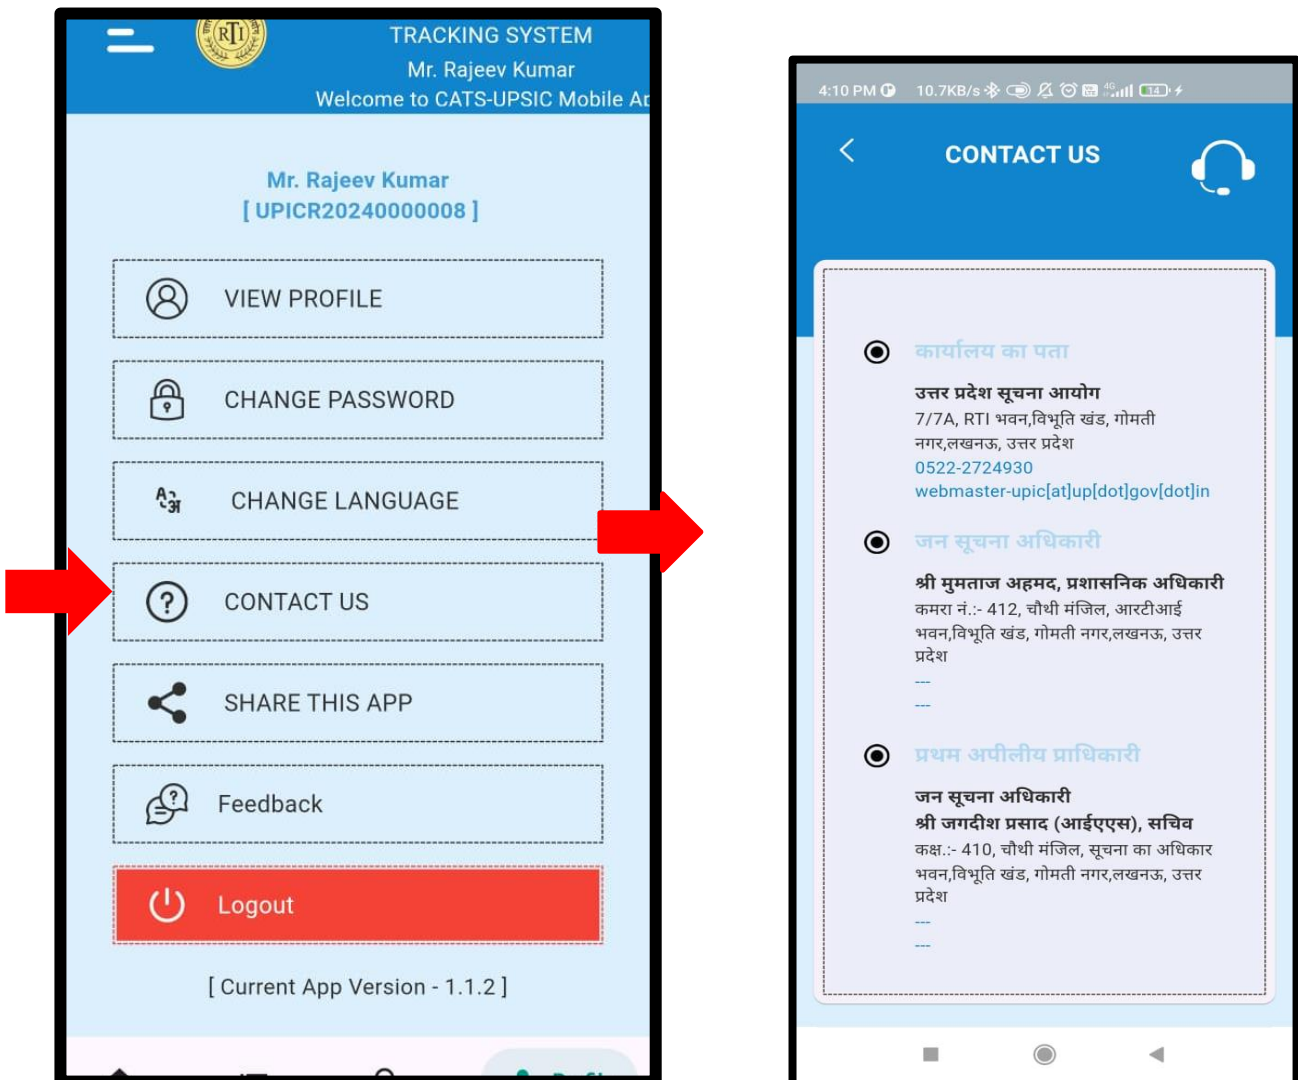 RTI
TRACKING SYSTEM
Mr. Rajeev Kumar
Welcome to CATS-UPSIC Mobile
Mr. Rajeev Kumar
[ UPICR20240000008 ]
VIEW PROFILE
CHANGE PASSWORD
CHANGE LANGUAGE
CONTACT US
SHARE THIS APP
Feedback
Logout
[ Current App Version - 1.1.2 ]
4:10 PM 10.7KB/s 4G 14
CONTACT US
कार्यालय का पता
उत्तर प्रदेश सूचना आयोग
7/7A, RTI भवन,विभूति खंड, गोमती
नगर,लखनऊ, उत्तर प्रदेश
0522-2724930
webmaster-upic[at]up[dot]gov[dot]in
जन सूचना अधिकारी
श्री मुमताज अहमद, प्रशासनिक अधिकारी
कमरा नं.:- 412, चौथी मंजिल, आरटीआई
भवन,विभूति खंड, गोमती नगर,लखनऊ, उत्तर
प्रदेश
---
---
प्रथम अपीलीय प्राधिकारी
जन सूचना अधिकारी
श्री जगदीश प्रसाद (आईएएस), सचिव
कक्ष.:- 410, चौथी मंजिल, सूचना का अधिकार
भवन,विभूति खंड, गोमती नगर,लखनऊ, उत्तर
प्रदेश
---
---